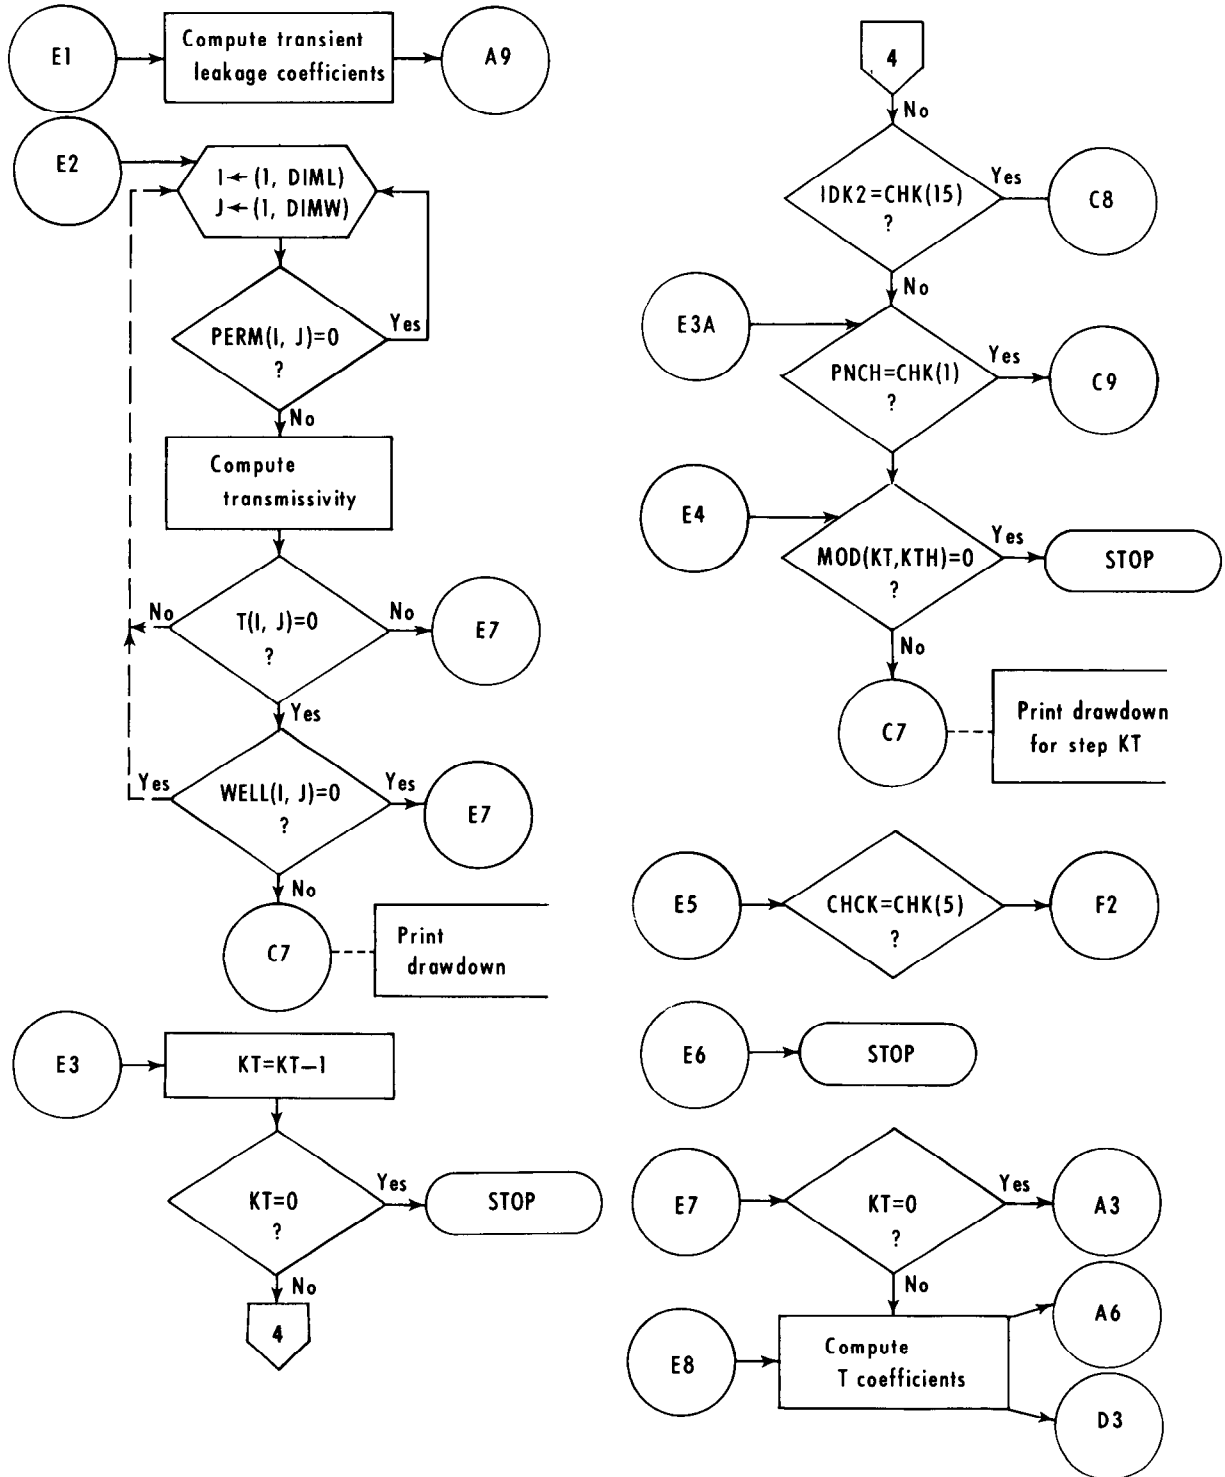 E1
Compute transient
leakage coefficients
A9
E2
I←(1, DIML)
J←(1, DIMW)
PERM(I, J)=0
?
Yes
No
Compute
transmissivity
No
T(I, J)=0
?
No
E7
Yes
Yes
WELL(I, J)=0
?
Yes
E7
No
C7
Print
drawdown
E3
KT=KT−1
KT=0
?
Yes
STOP
No
4
4
No
IDK2=CHK(15)
?
Yes
C8
No
E3A
PNCH=CHK(1)
?
Yes
C9
E4
MOD(KT,KTH)=0
?
Yes
STOP
No
C7
Print drawdown
for step KT
E5
CHCK=CHK(5)
?
F2
E6
STOP
E7
KT=0
?
Yes
A3
No
A6
E8
Compute
T coefficients
D3